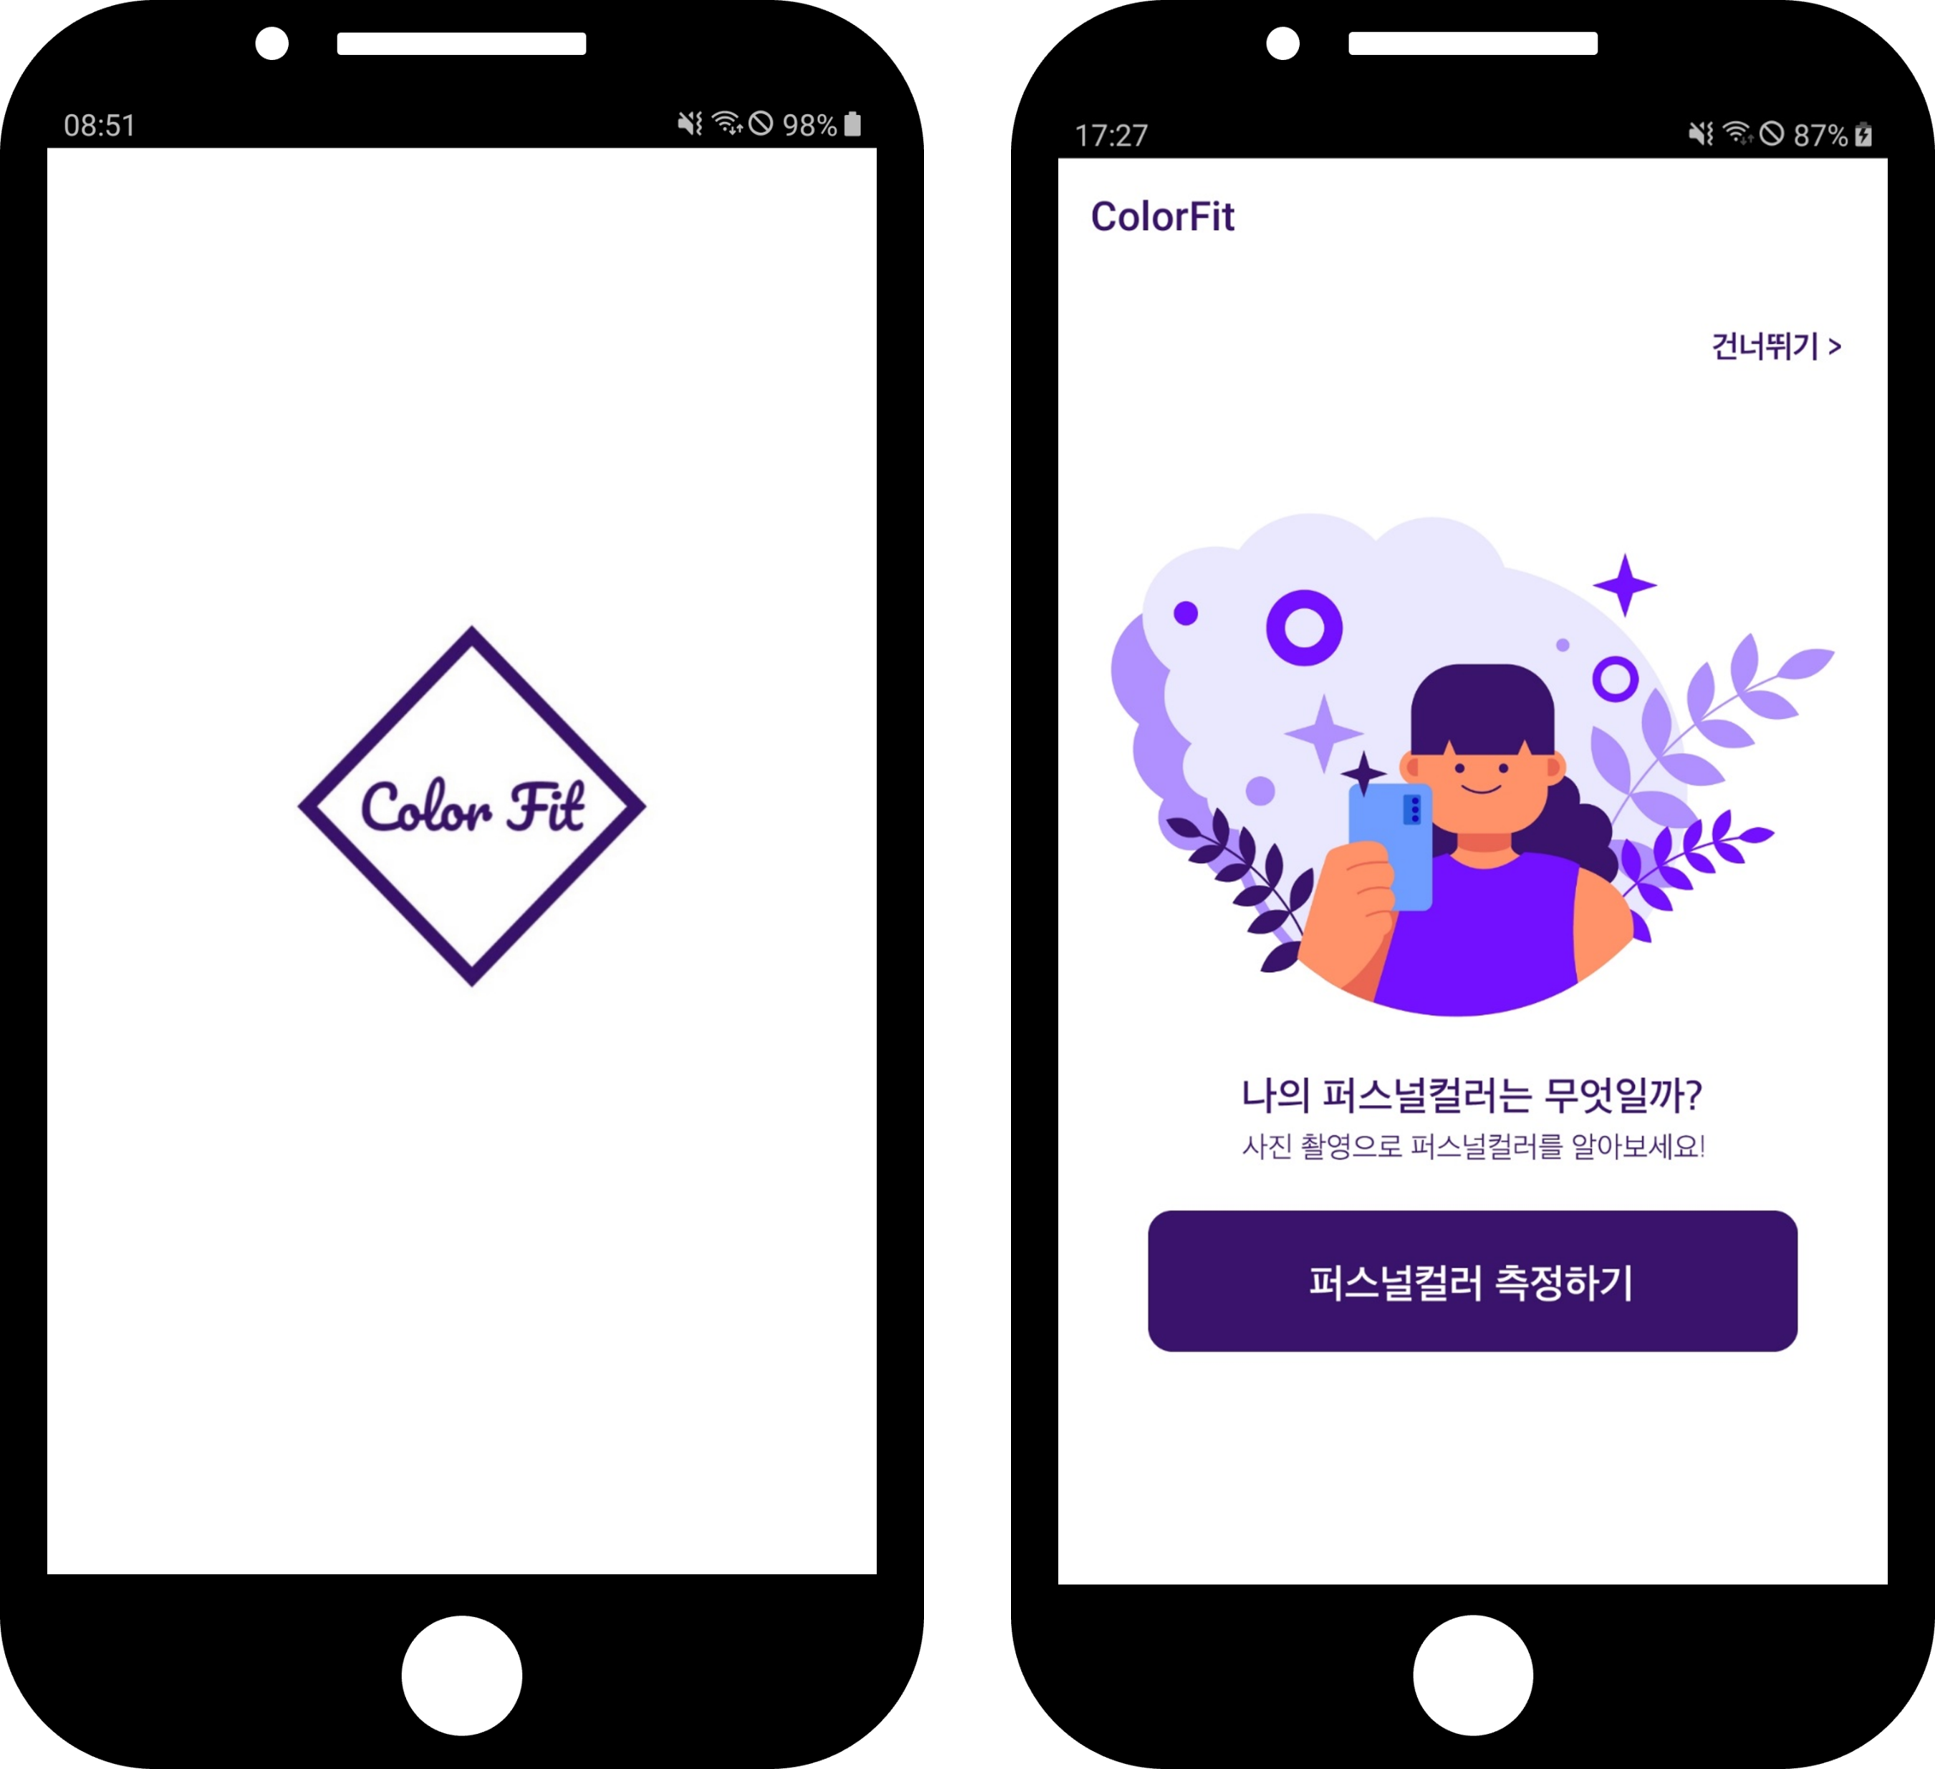 08:51
98%
Color Fit
17:27
87%
ColorFit
건너뛰기 >
나의 퍼스널컬러는 무엇일까?
사진 촬영으로 퍼스널컬러를 알아보세요!
퍼스널컬러 측정하기